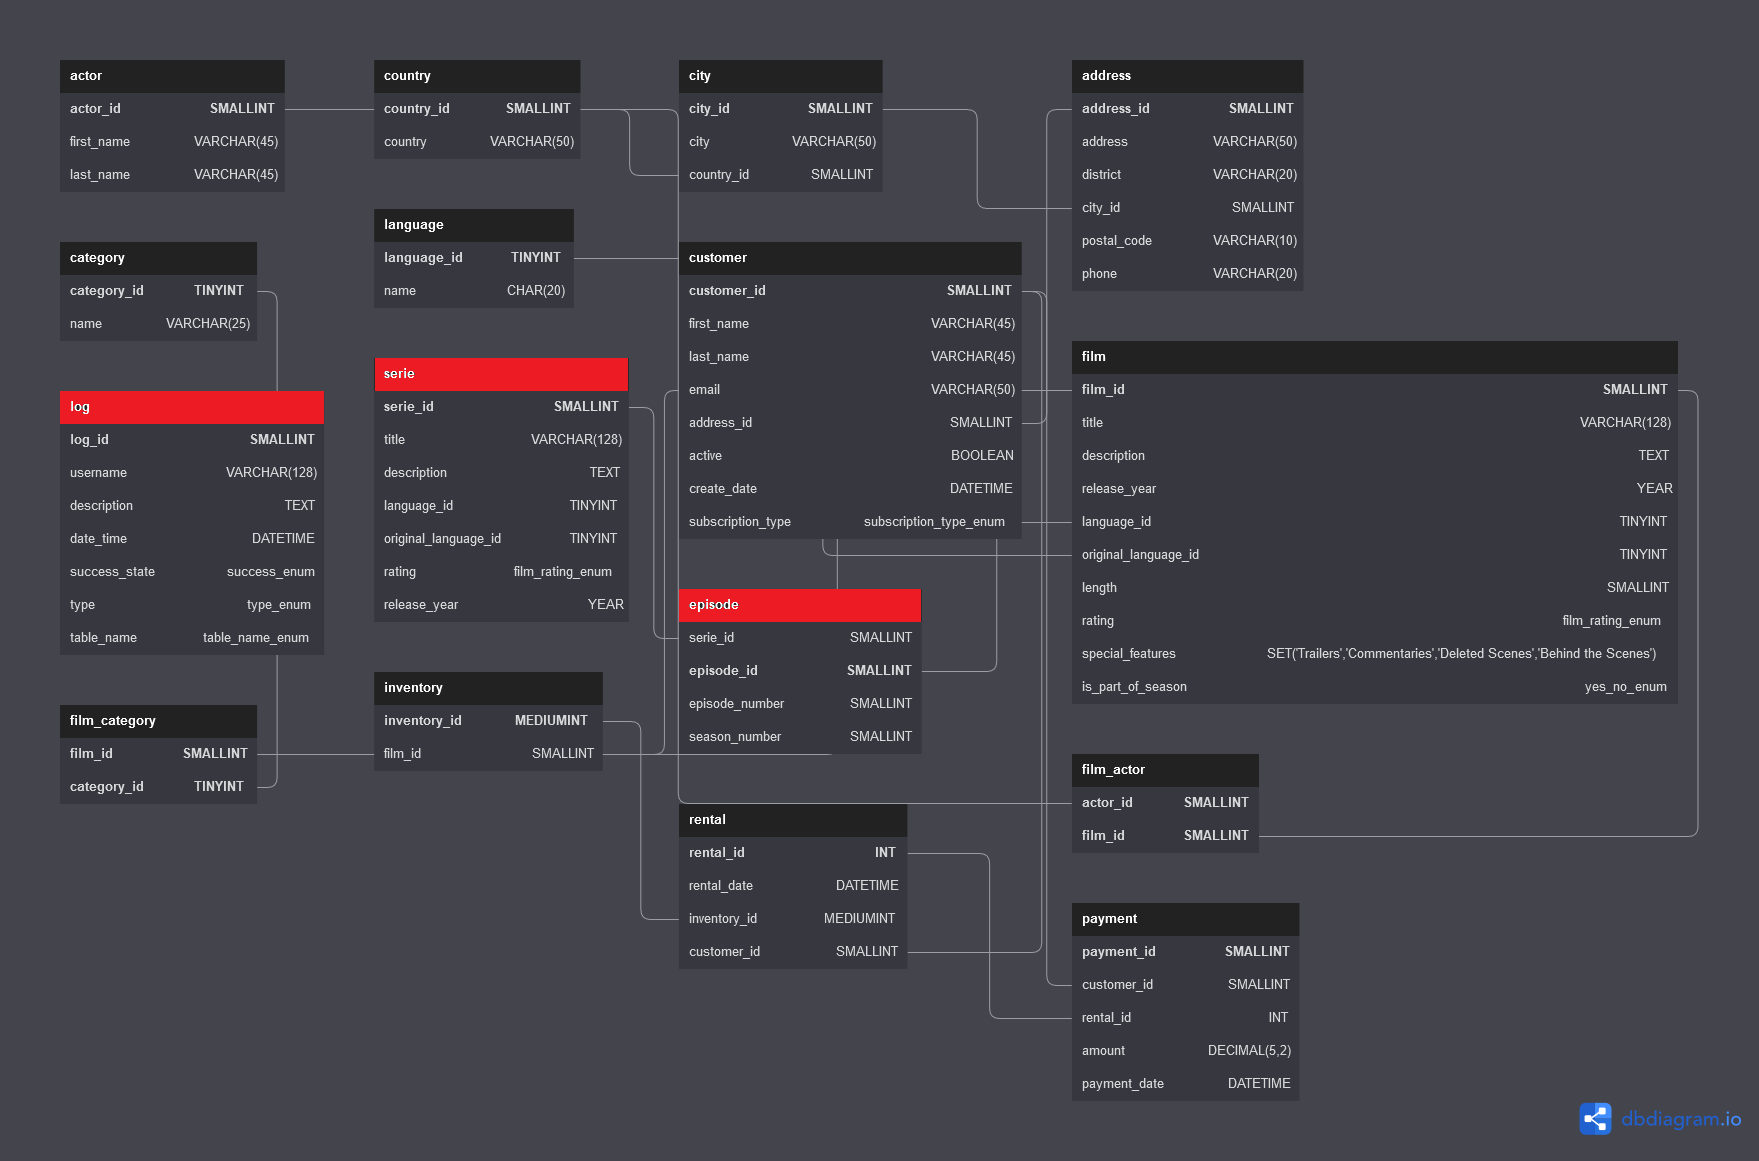 actor
actor_id SMALLINT
first_name VARCHAR(45)
last_name VARCHAR(45)
country
country_id SMALLINT
country VARCHAR(50)
city
city_id SMALLINT
city VARCHAR(50)
country_id SMALLINT
address
address_id SMALLINT
address VARCHAR(50)
district VARCHAR(20)
city_id SMALLINT
postal_code VARCHAR(10)
phone VARCHAR(20)
language
language_id TINYINT
name CHAR(20)
category
category_id TINYINT
name VARCHAR(25)
customer
customer_id SMALLINT
first_name VARCHAR(45)
last_name VARCHAR(45)
email VARCHAR(50)
address_id SMALLINT
active BOOLEAN
create_date DATETIME
subscription_type subscription_type_enum
film
film_id SMALLINT
title VARCHAR(128)
description TEXT
release_year YEAR
language_id TINYINT
original_language_id TINYINT
length SMALLINT
rating film_rating_enum
special_features SET('Trailers','Commentaries','Deleted Scenes','Behind the Scenes')
is_part_of_season yes_no_enum
log
log_id SMALLINT
username VARCHAR(128)
description TEXT
date_time DATETIME
success_state success_enum
type type_enum
table_name table_name_enum
serie
serie_id SMALLINT
title VARCHAR(128)
description TEXT
language_id TINYINT
original_language_id TINYINT
rating film_rating_enum
release_year YEAR
episode
serie_id SMALLINT
episode_id SMALLINT
episode_number SMALLINT
season_number SMALLINT
film_category
film_id SMALLINT
category_id TINYINT
inventory
inventory_id MEDIUMINT
film_id SMALLINT
rental
rental_id INT
rental_date DATETIME
inventory_id MEDIUMINT
customer_id SMALLINT
film_actor
actor_id SMALLINT
film_id SMALLINT
payment
payment_id SMALLINT
customer_id SMALLINT
rental_id INT
amount DECIMAL(5,2)
payment_date DATETIME
dbdiagram.io